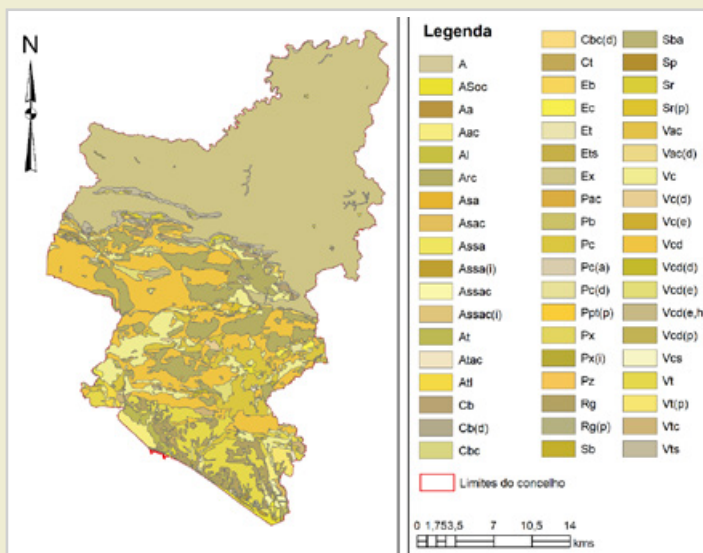 N
Legenda
A
ASoc
Aa
Aac
Al
Arc
Asa
Asac
Assa
Assa(i)
Assac
Assac(i)
At
Atac
Atl
Cb
Cb(d)
Cbc
Cbc(d)
Ct
Eb
Ec
Et
Ets
Ex
Pac
Pb
Pc
Pc(a)
Pc(d)
Ppt(p)
Px
Px(i)
Pz
Rg
Rg(p)
Sb
Sba
Sp
Sr
Sr(p)
Vac
Vac(d)
Vc
Vc(d)
Vc(e)
Vcd
Vcd(d)
Vcd(e)
Vcd(e,h
Vcd(p)
Vcs
Vt
Vt(p)
Vtc
Vts
Limites do concelho
0 1,75 3,5 7 10,5 14
kms